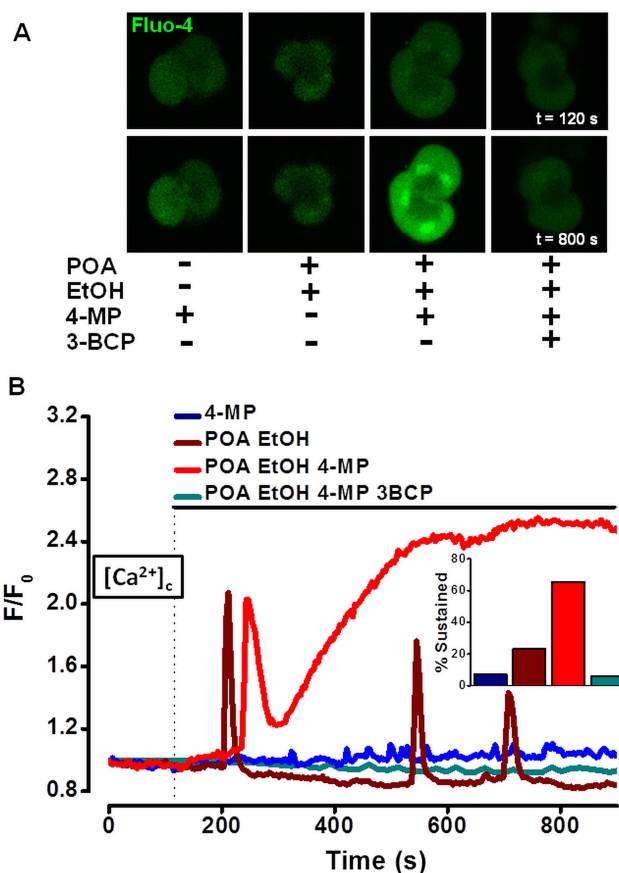 A
Fluo-4
t = 120 s
t = 800 s
POA - + + +
EtOH - + + +
4-MP + - + +
3-BCP - - - +
B
4-MP
POA EtOH
POA EtOH 4-MP
POA EtOH 4-MP 3BCP
3.2
2.4
2.0
1.6
1.2
0.8
F/F0
[Ca2+]c
% Sustained
80
60
40
20
0
0 200 400 600 800
Time (s)